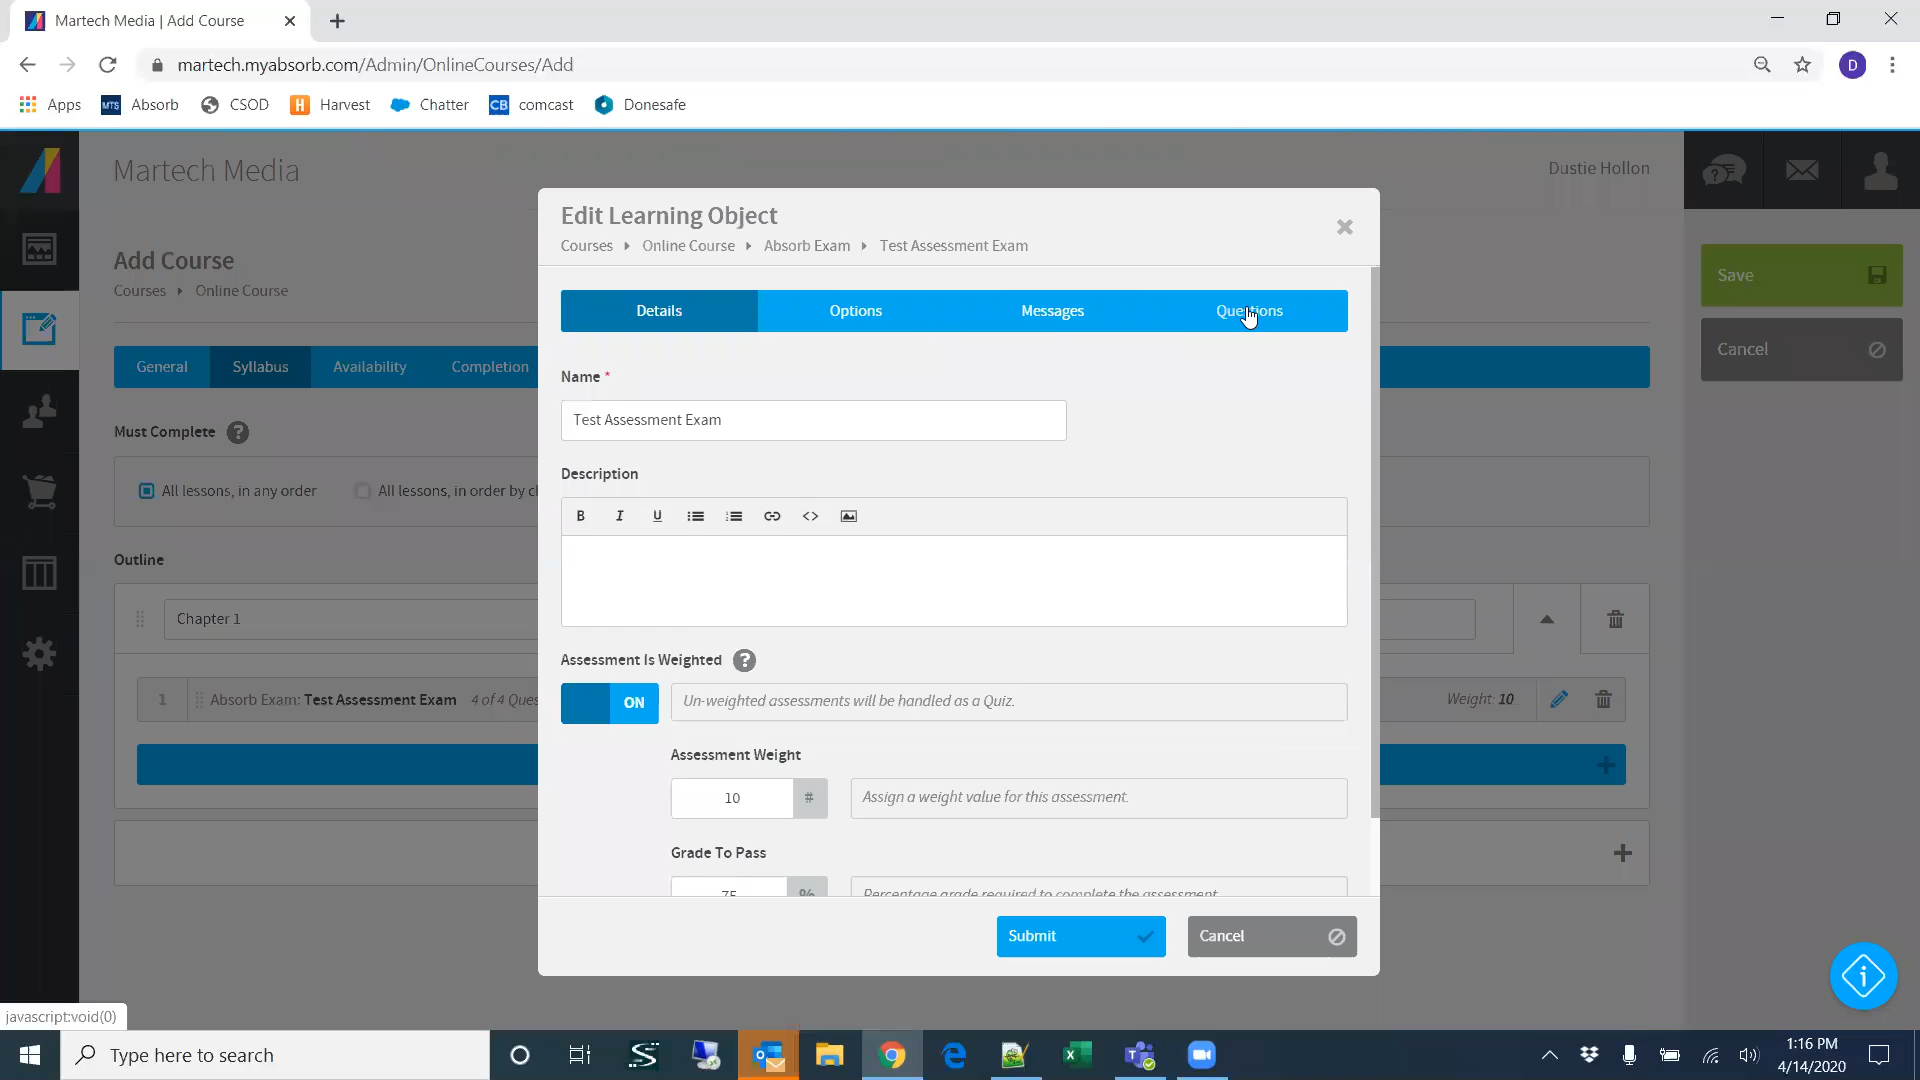 Martech Media | Add Course
martech.myabsorb.com/Admin/OnlineCourses/Add
D
Apps
MTS Absorb
CSOD
H Harvest
Chatter
CB comcast
Donesafe
Martech Media
Dustie Hollon
Add Course
Courses
Online Course
General
Syllabus
Availability
Completion
Must Complete ?
All lessons, in any order
All lessons, in order by
Outline
Chapter 1
1
Absorb Exam: Test Assessment Exam
4 of 4
Weight: 10
Save
Cancel
Edit Learning Object
Courses
Online Course
Absorb Exam
Test Assessment Exam
Details
Options
Messages
Questions
Name *
Test Assessment Exam
Description
B I U
Assessment Is Weighted ?
ON
Un-weighted assessments will be handled as a Quiz.
Assessment Weight
10 #
Assign a weight value for this assessment.
Grade To Pass
75 %
Percentage grade required to complete the assessment
Submit
Cancel
javascript:void(0)
Type here to search
1:16 PM
4/14/2020